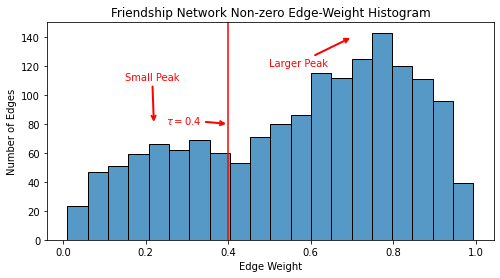 Friendship Network Non-zero Edge-Weight Histogram
Number of Edges
140
120
100
80
60
40
20
0
Small Peak
τ = 0.4
Larger Peak
0.0 0.2 0.4 0.6 0.8 1.0
Edge Weight